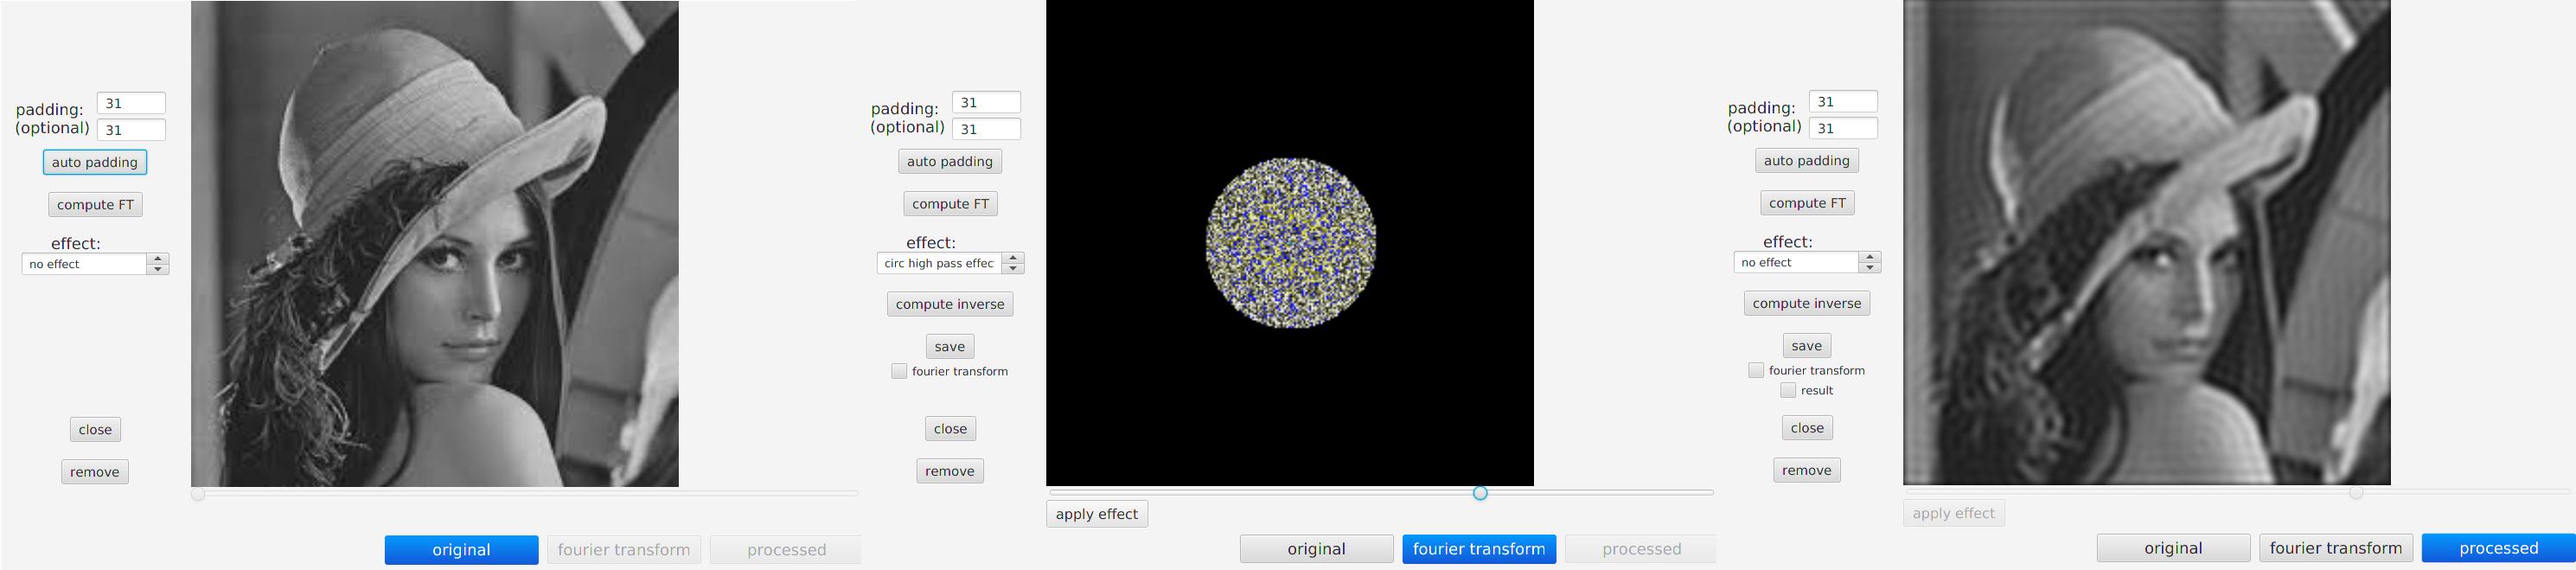 padding:
31
(optional)
31
auto padding
compute FT
effect:
no effect
close
remove
original
fourier transform
processed
padding:
31
(optional)
31
auto padding
compute FT
effect:
circ high pass effec
compute inverse
save
fourier transform
close
remove
apply effect
original
fourier transform
processed
padding:
31
(optional)
31
auto padding
compute FT
effect:
no effect
compute inverse
save
fourier transform
result
close
remove
apply effect
original
fourier transform
processed